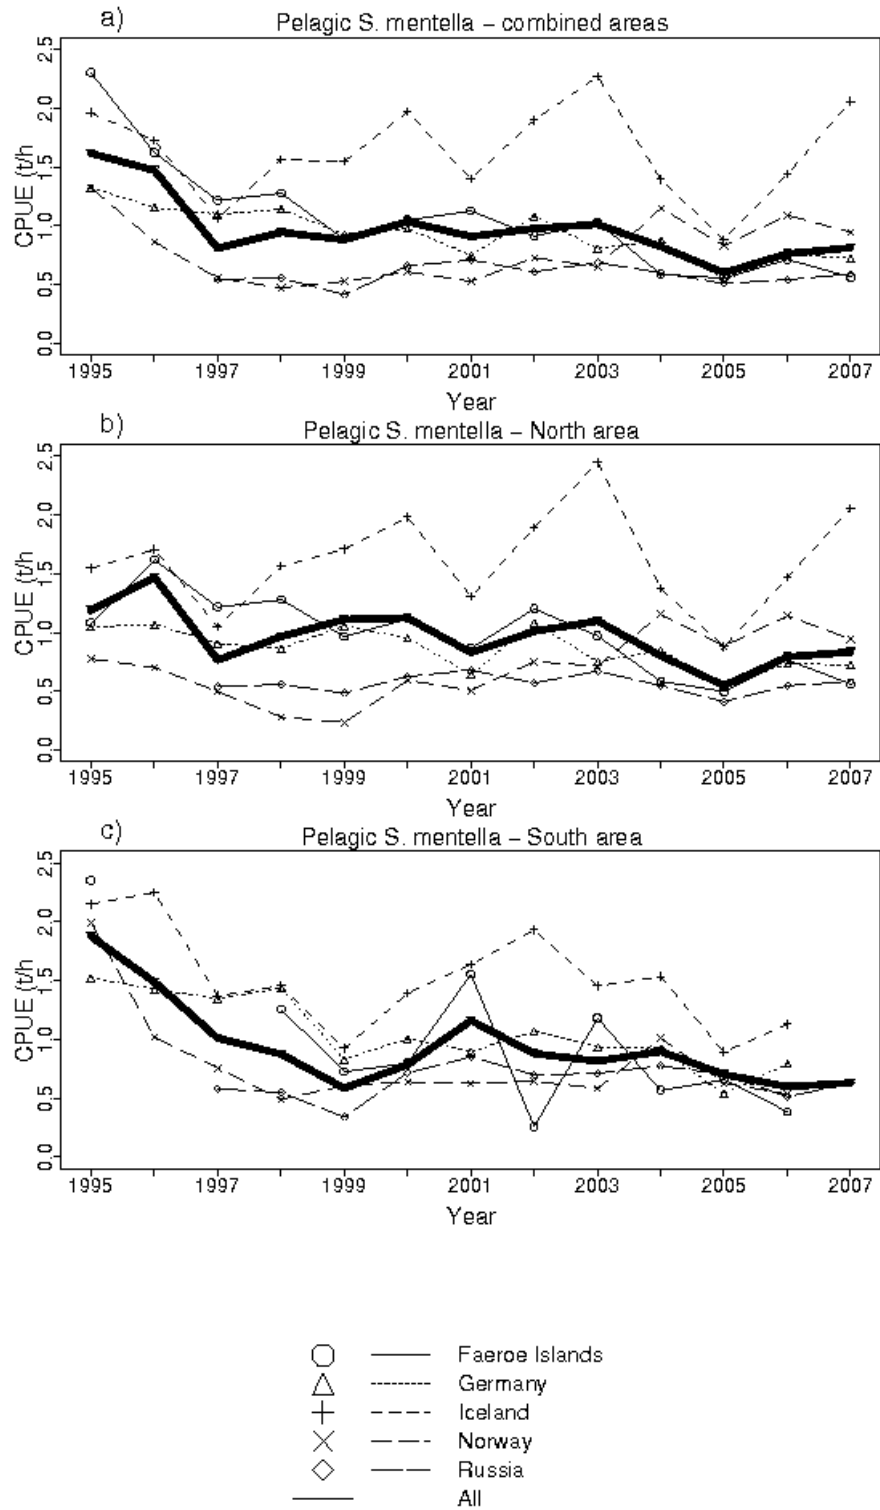 a)
Pelagic S. mentella – combined areas
CPUE (t/h
0.0 0.5 1.0 1.5 2.0 2.5
1995 1997 1999 2001 2003 2005 2007
Year
b)
Pelagic S. mentella – North area
CPUE (t/h
0.0 0.5 1.0 1.5 2.0 2.5
1995 1997 1999 2001 2003 2005 2007
Year
c)
Pelagic S. mentella – South area
CPUE (t/h
0.0 0.5 1.0 1.5 2.0 2.5
1995 1997 1999 2001 2003 2005 2007
Year
Faeroe Islands
Germany
Iceland
Norway
Russia
All